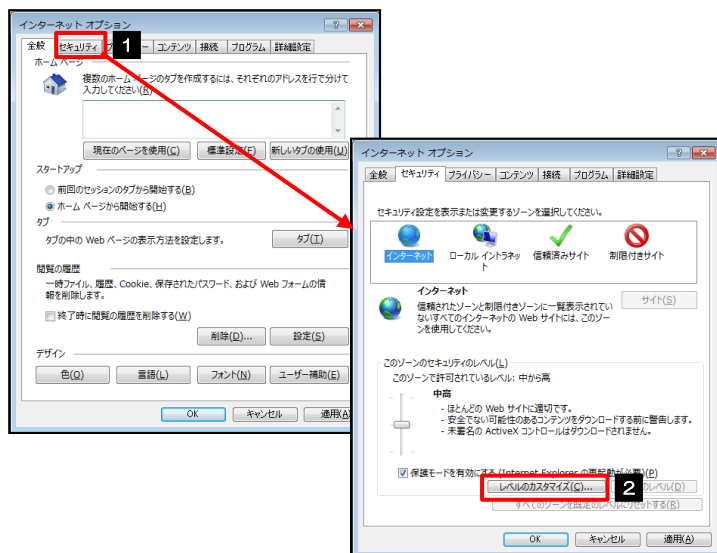 インターネット オプション
全般 セキュリティ コンテンツ 接続 プログラム 詳細設定
1
ホーム ページ
複数のホーム ページのタブを作成するには、それぞれのアドレスを行で分けて
入力してください(R)
現在のページを使用(C) 標準設定(F) 新しいタブの使用(U)
スタートアップ
前回のセッションのタブから開始する(B)
ホーム ページから開始する(H)
タブ
タブの中の Web ページの表示方法を設定します。 タブ(T)
閲覧の履歴
一時ファイル、履歴、Cookie、保存されたパスワード、および Web フォームの情
報を削除します。
終了時に閲覧の履歴を削除する(W)
削除(D)... 設定(S)
デザイン
色(O) 言語(L) フォント(N) ユーザー補助(E)
OK キャンセル 適用(A)
インターネット オプション
全般 セキュリティ プライバシー コンテンツ 接続 プログラム 詳細設定
セキュリティ設定を表示または変更するゾーンを選択してください。
インターネット ローカル イントラネッ
ト 信頼済みサイト 制限付きサイト
インターネット
信頼されたゾーンと制限付きゾーンに一覧表示されてい
ないすべてのインターネットの Web サイトには、このゾー
ンを使用してください。
サイト(S)
このゾーンのセキュリティのレベル(L)
このゾーンで許可されているレベル: 中から高
中高
- ほとんどの Web サイトに適切です。
- 安全でない可能性のあるコンテンツをダウンロードする前に警告します。
- 未署名の ActiveX コントロールはダウンロードされません。
保護モードを有効にする (Internet Explorer の再起動が必要)(P)
レベルのカスタマイズ(C)... 2 のレベル(D)
すべてのゾーンを既定のレベルにリセットする(R)
OK キャンセル 適用(A)